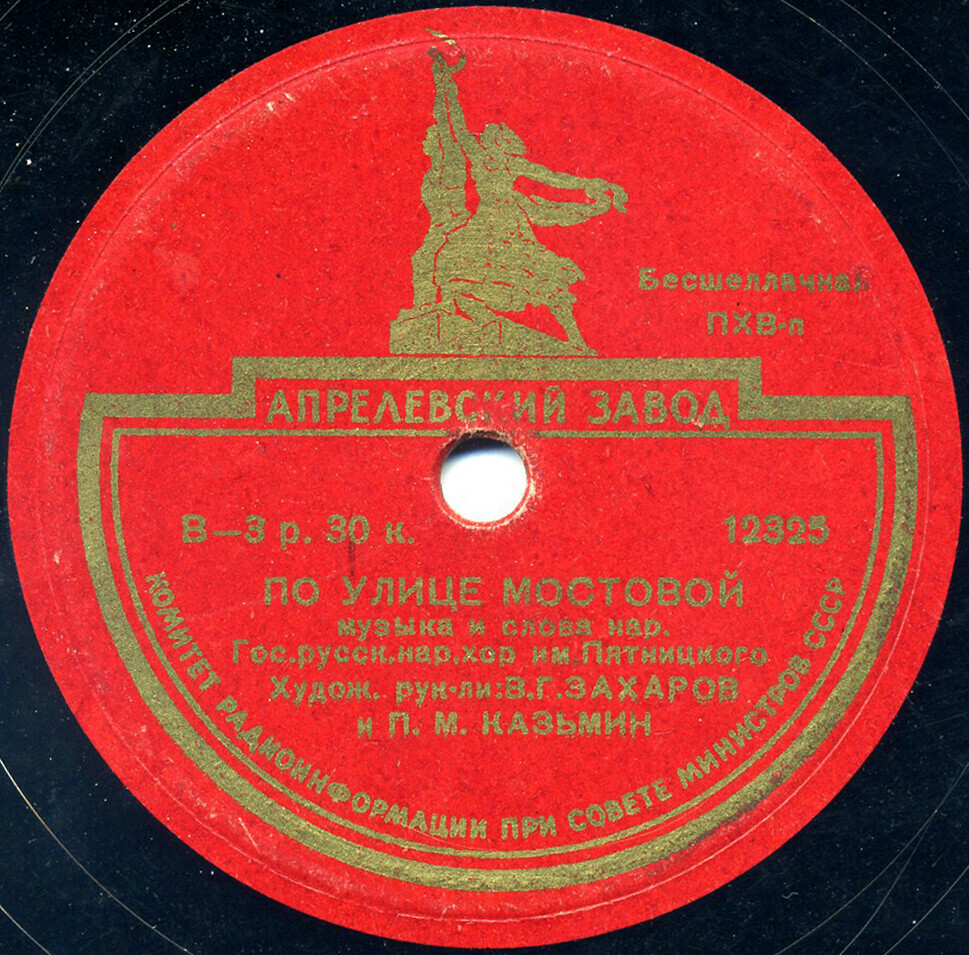 Бесшеллачная
ПХВ-п
АПРЕЛЕВСКИЙ ЗАВОД
В—3 р. 30 к.
12325
ПО УЛИЦЕ МОСТОВОЙ
музыка и слова нар.
Гос.русск.нар.хор им.Пятницкого
Худож. рук-ли:В.Г.ЗАХАРОВ
и П. М. КАЗЬМИН
КОМИТЕТ РАДИОИНФОРМАЦИИ ПРИ СОВЕТЕ МИНИСТРОВ СССР